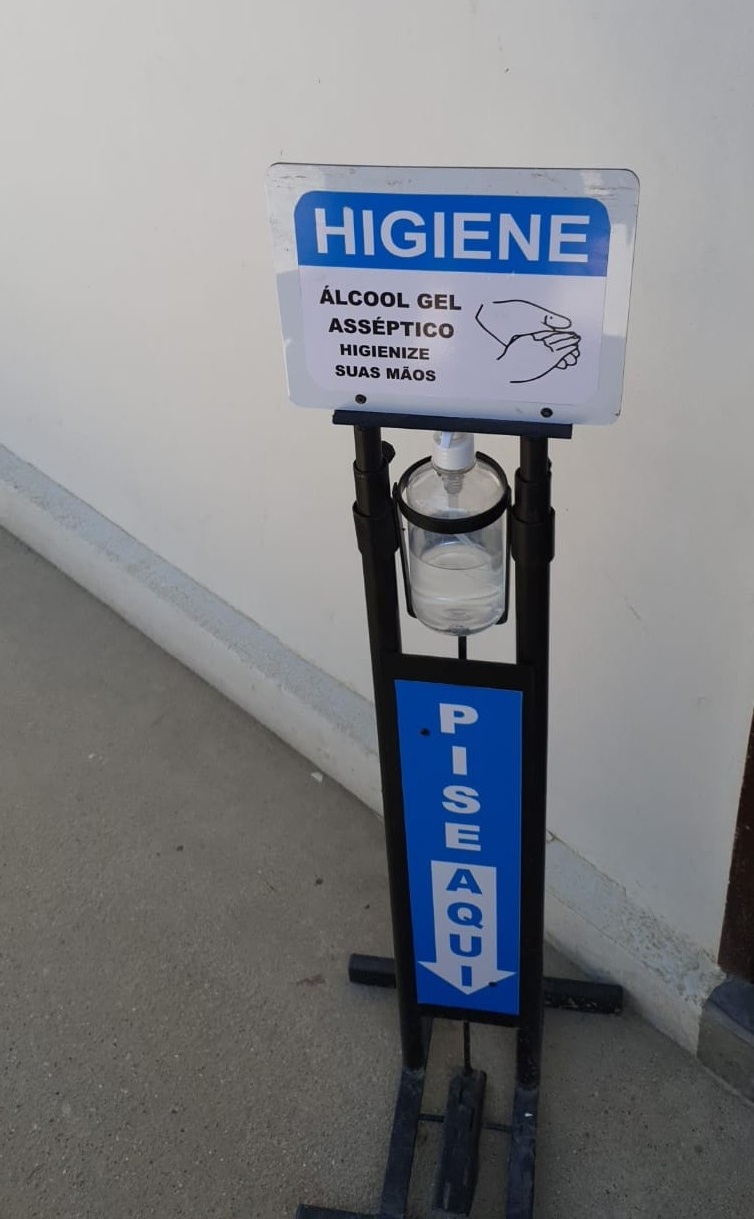 HIGIENE
ÁLCOOL GEL
ASSÉPTICO
HIGIENIZE
SUAS MÃOS
PISE
AQUI